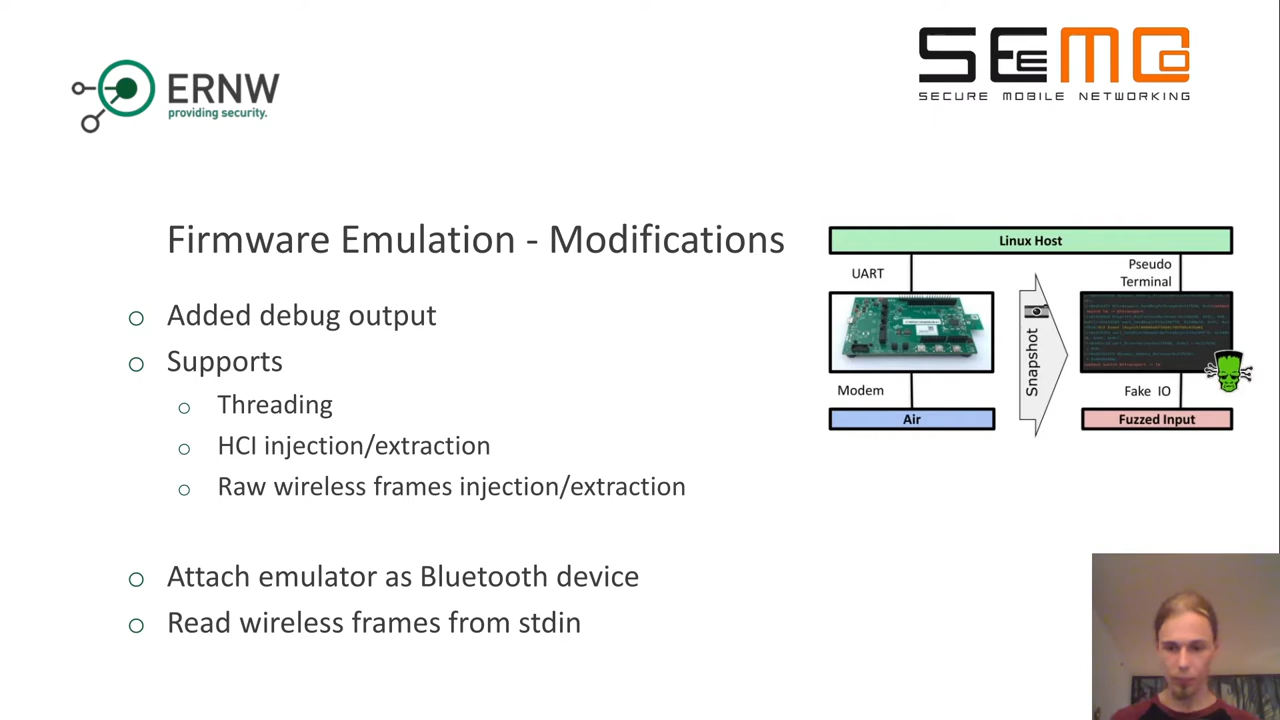 ERNW
providing security.
SEEMOO
SECURE MOBILE NETWORKING
Firmware Emulation - Modifications
Added debug output
Supports
Threading
HCI injection/extraction
Raw wireless frames injection/extraction
Attach emulator as Bluetooth device
Read wireless frames from stdin
Linux Host
UART
Pseudo
Terminal
Snapshot
Modem
Fake IO
Air
Fuzzed Input